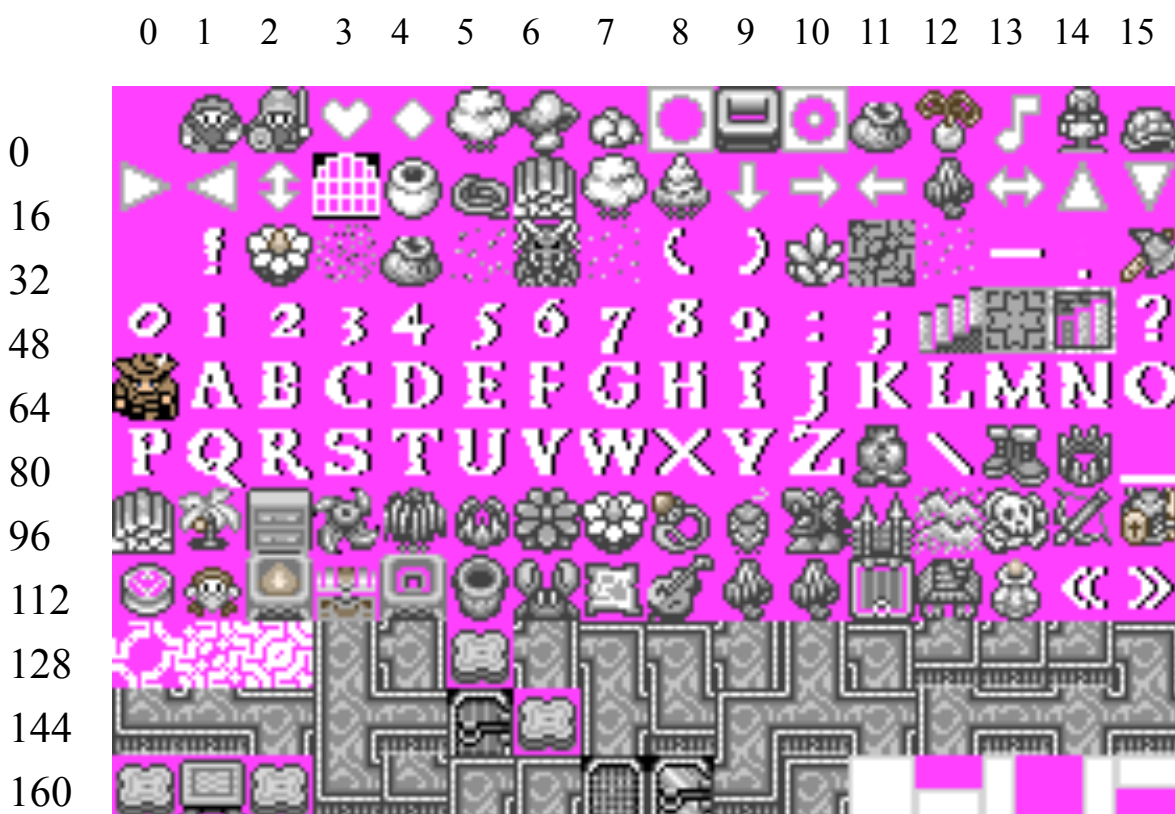 0 1 2 3 4 5 6 7 8 9 10 11 12 13 14 15
0
16
32 ! ( ) — .
48 0 1 2 3 4 5 6 7 8 9 : ; ?
64 A B C D E F G H I J K L M N O
80 P Q R S T U V W X Y Z \ _
96
112 « »
128
144
160